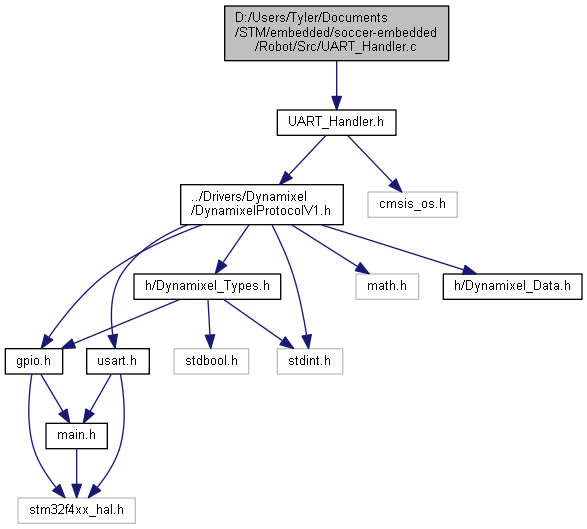 D:/Users/Tyler/Documents
/STM/embedded/soccer-embedded
/Robot/Src/UART_Handler.c
UART_Handler.h
../Drivers/Dynamixel
/DynamixelProtocolV1.h
cmsis_os.h
h/Dynamixel_Types.h
math.h
h/Dynamixel_Data.h
gpio.h
usart.h
stdbool.h
stdint.h
main.h
stm32f4xx_hal.h